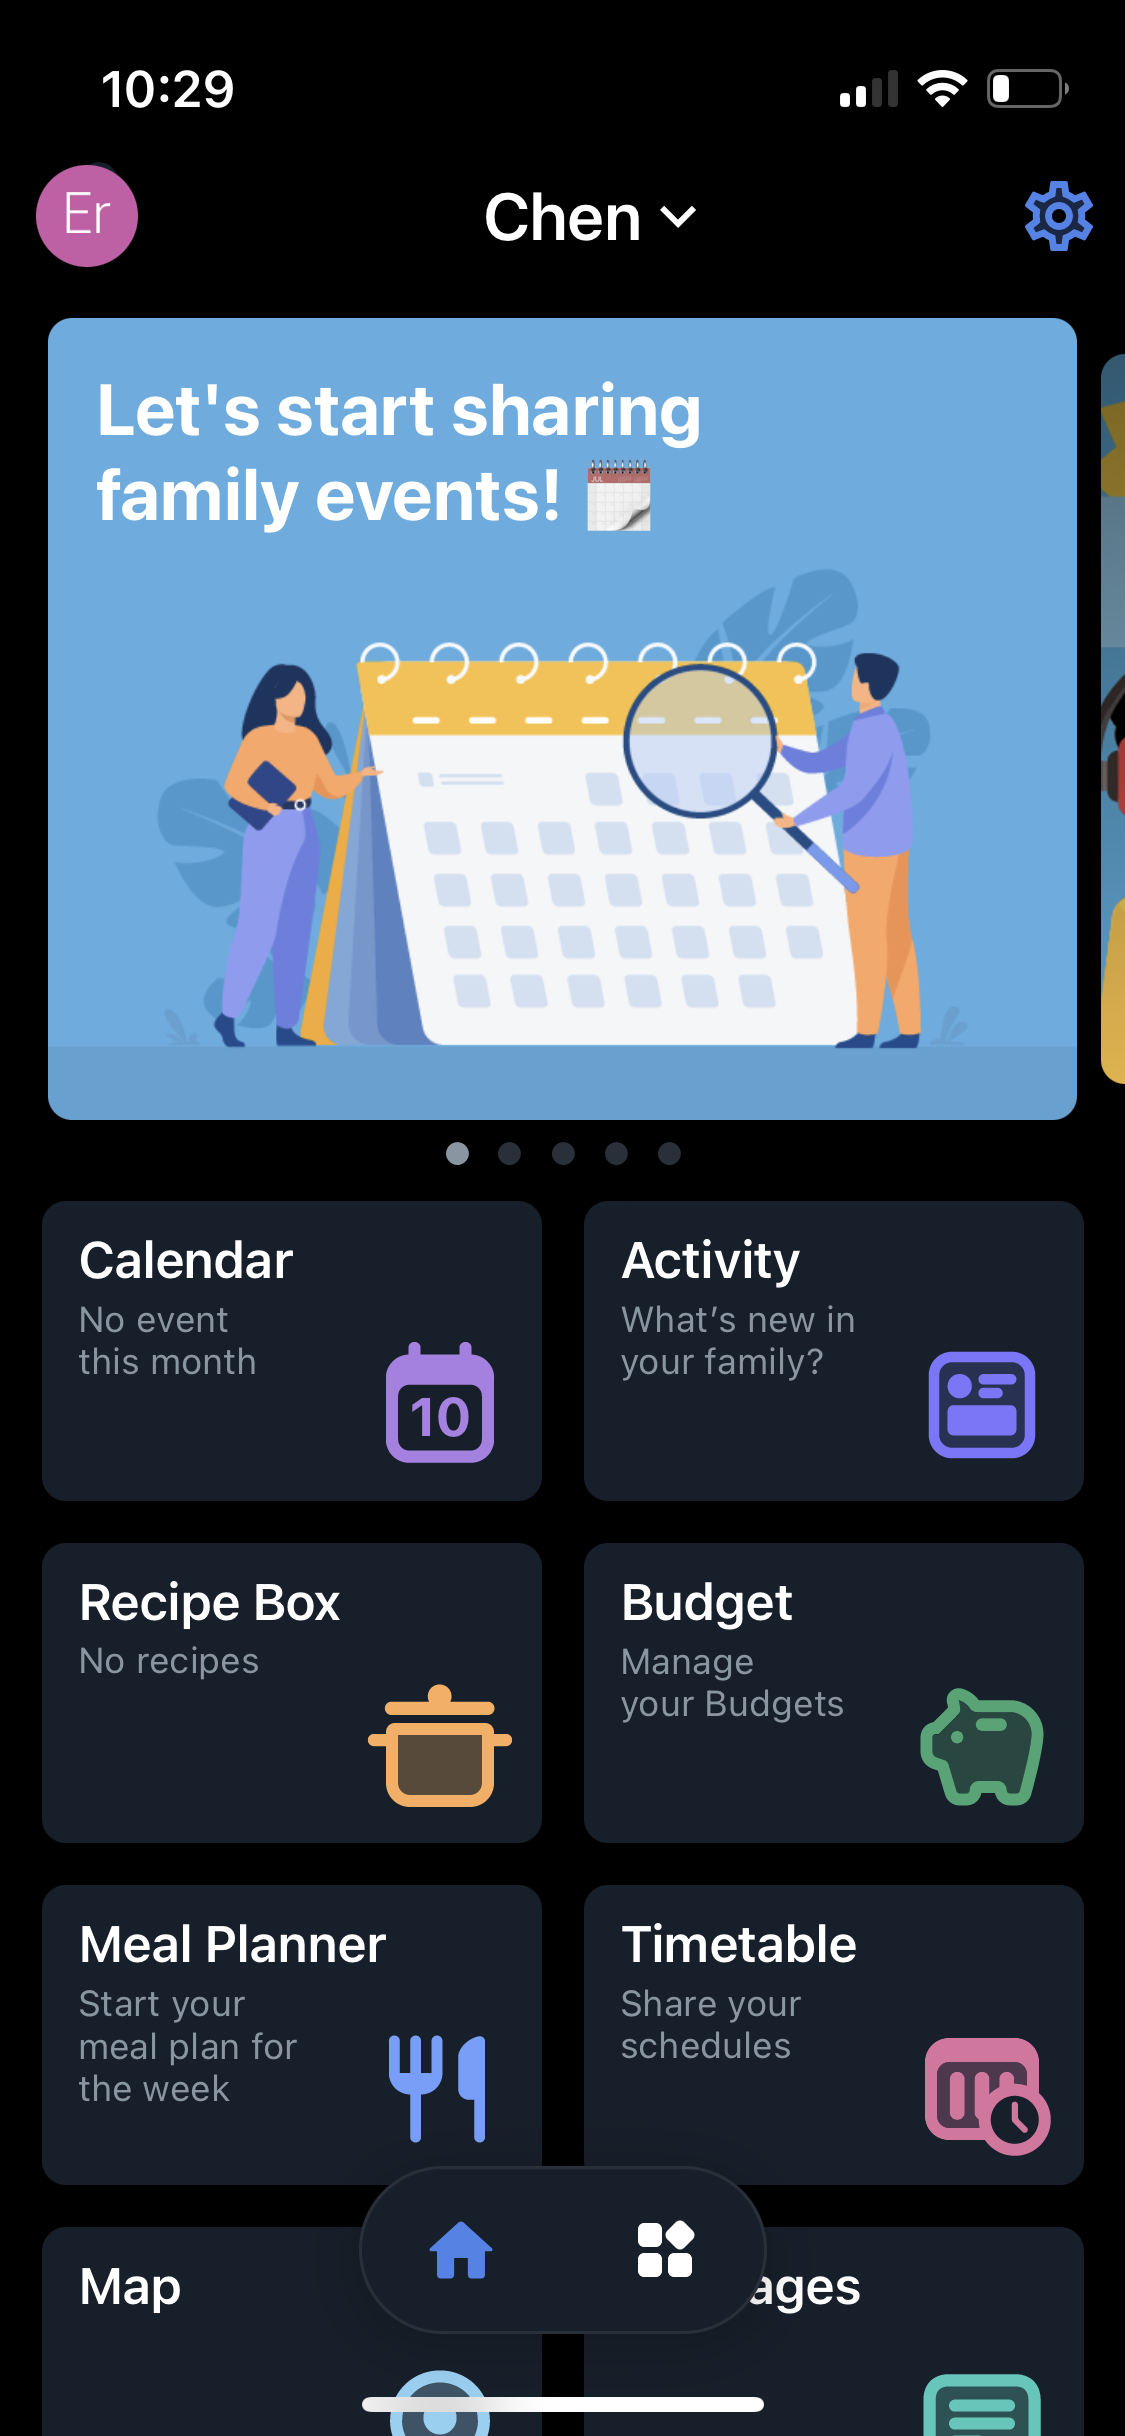 10:29
Er
Chen
Let's start sharing
family events!
JUL
Calendar
No event
this month
10
Activity
What's new in
your family?
Recipe Box
No recipes
Budget
Manage
your Budgets
Meal Planner
Start your
meal plan for
the week
Timetable
Share your
schedules
Map
ages